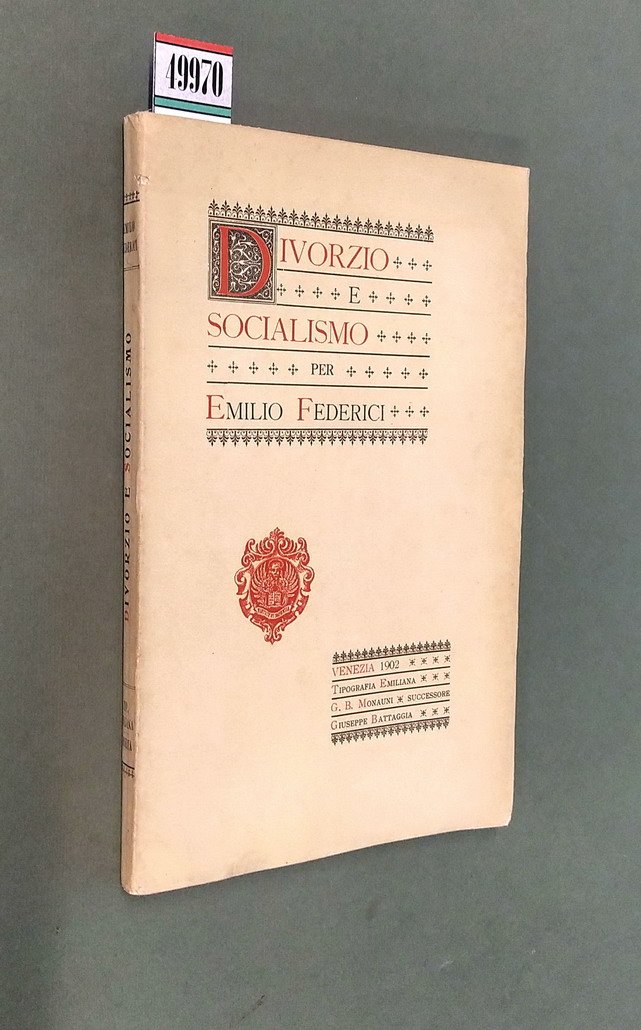 49970
DIVORZIO
E
SOCIALISMO
PER
EMILIO FEDERICI
VENEZIA 1902
TIPOGRAFIA EMILIANA
G. B. MONAUNI SUCCESSORE
GIUSEPPE BATTAGGIA
DIVORZIO E SOCIALISMO